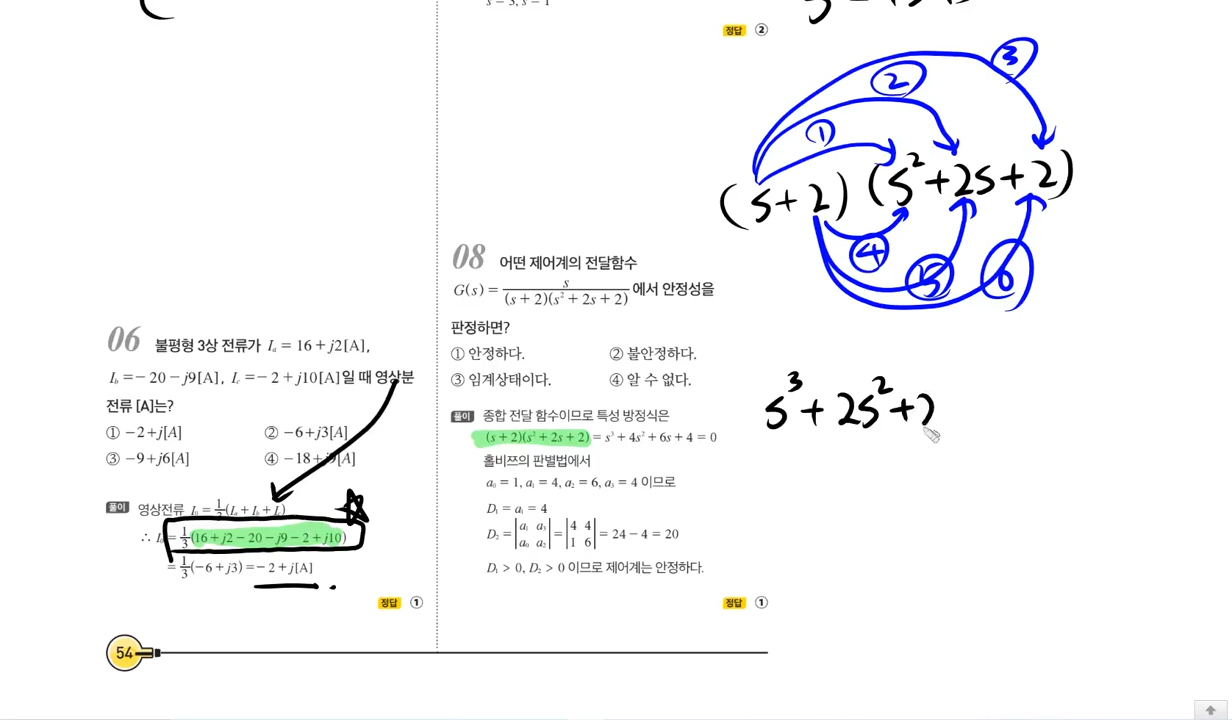 정답 ②
③
②
①
(s+2)(s²+2s+2)
④ ⑤ ⑥
s³+2s²+2
06 불평형 3상 전류가 Iₐ = 16 + j2[A],
I_b = − 20 − j9[A], I_c = − 2 + j10[A]일 때 영상분
전류 [A]는?
① −2+j[A] ② −6+j3[A]
③ −9+j6[A] ④ −18+j9[A]
풀이 영상전류 I₀ = 1/3(Iₐ + I_b + I_c)
∴ I₀ = 1/3(16 + j2 − 20 − j9 − 2 + j10)
= 1/3(−6 + j3) = − 2 + j[A]
정답 ①
54
08 어떤 제어계의 전달함수
G(s) = s/((s + 2)(s² + 2s + 2)) 에서 안정성을
판정하면?
① 안정하다. ② 불안정하다.
③ 임계상태이다. ④ 알 수 없다.
풀이 종합 전달 함수이므로 특성 방정식은
(s + 2)(s² + 2s + 2) = s³ + 4s² + 6s + 4 = 0
홀비쯔의 판별법에서
a₀ = 1, a₁ = 4, a₂ = 6, a₃ = 4 이므로
D₁ = a₁ = 4
D₂ = |a₁ a₃ a₀ a₂| = |4 4 1 6| = 24 − 4 = 20
D₁ > 0, D₂ > 0 이므로 제어계는 안정하다.
정답 ①